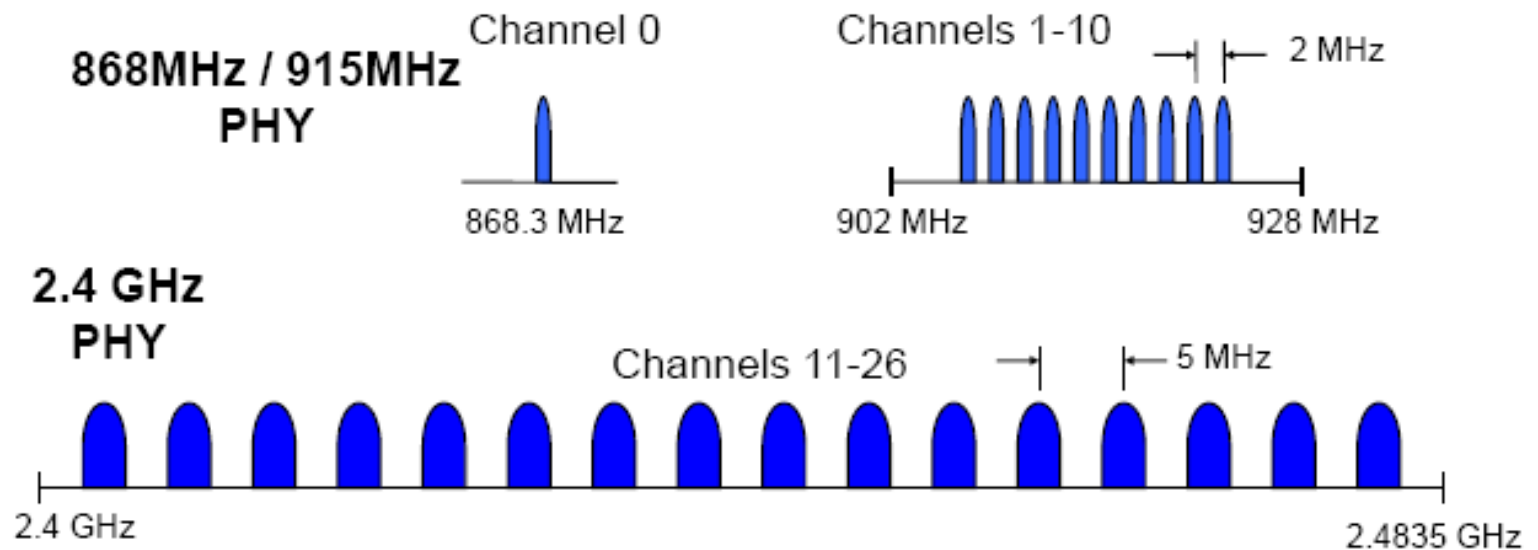 868MHz / 915MHz
PHY
Channel 0
868.3 MHz
Channels 1-10
2 MHz
902 MHz
928 MHz
2.4 GHz
PHY
Channels 11-26
5 MHz
2.4 GHz
2.4835 GHz